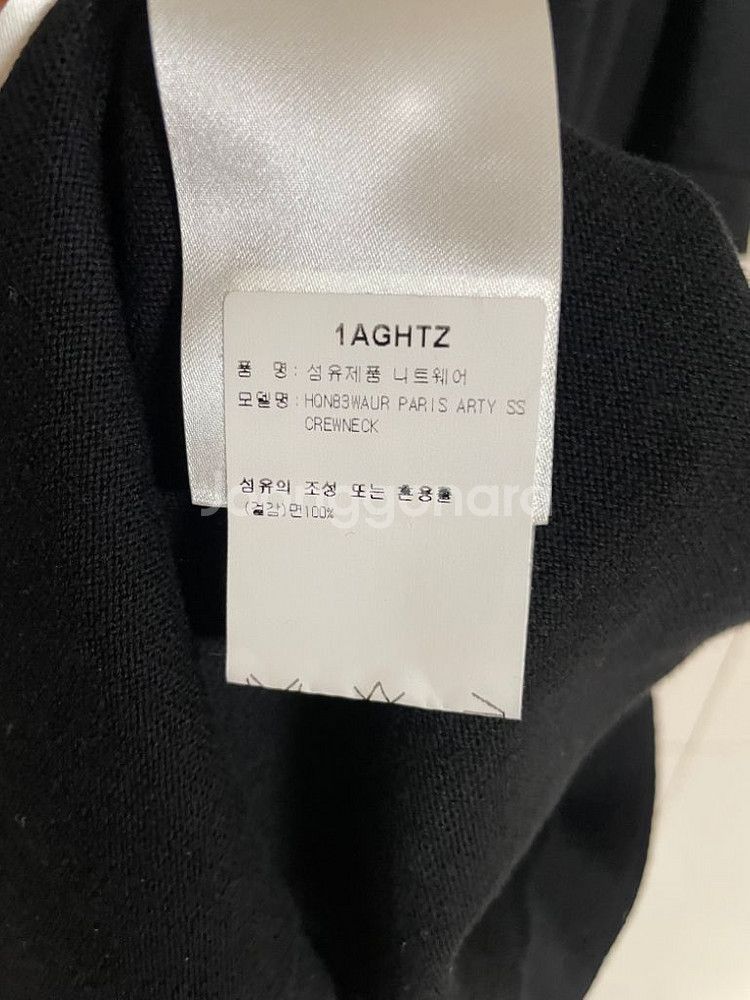 1AGHTZ
품 명: 섬유제품 니트웨어
모델명: HQN83WAUR PARIS ARTY SS
CREWNECK
섬유의 조성 또는 혼용률
(겉감)면100%
Joonggonara